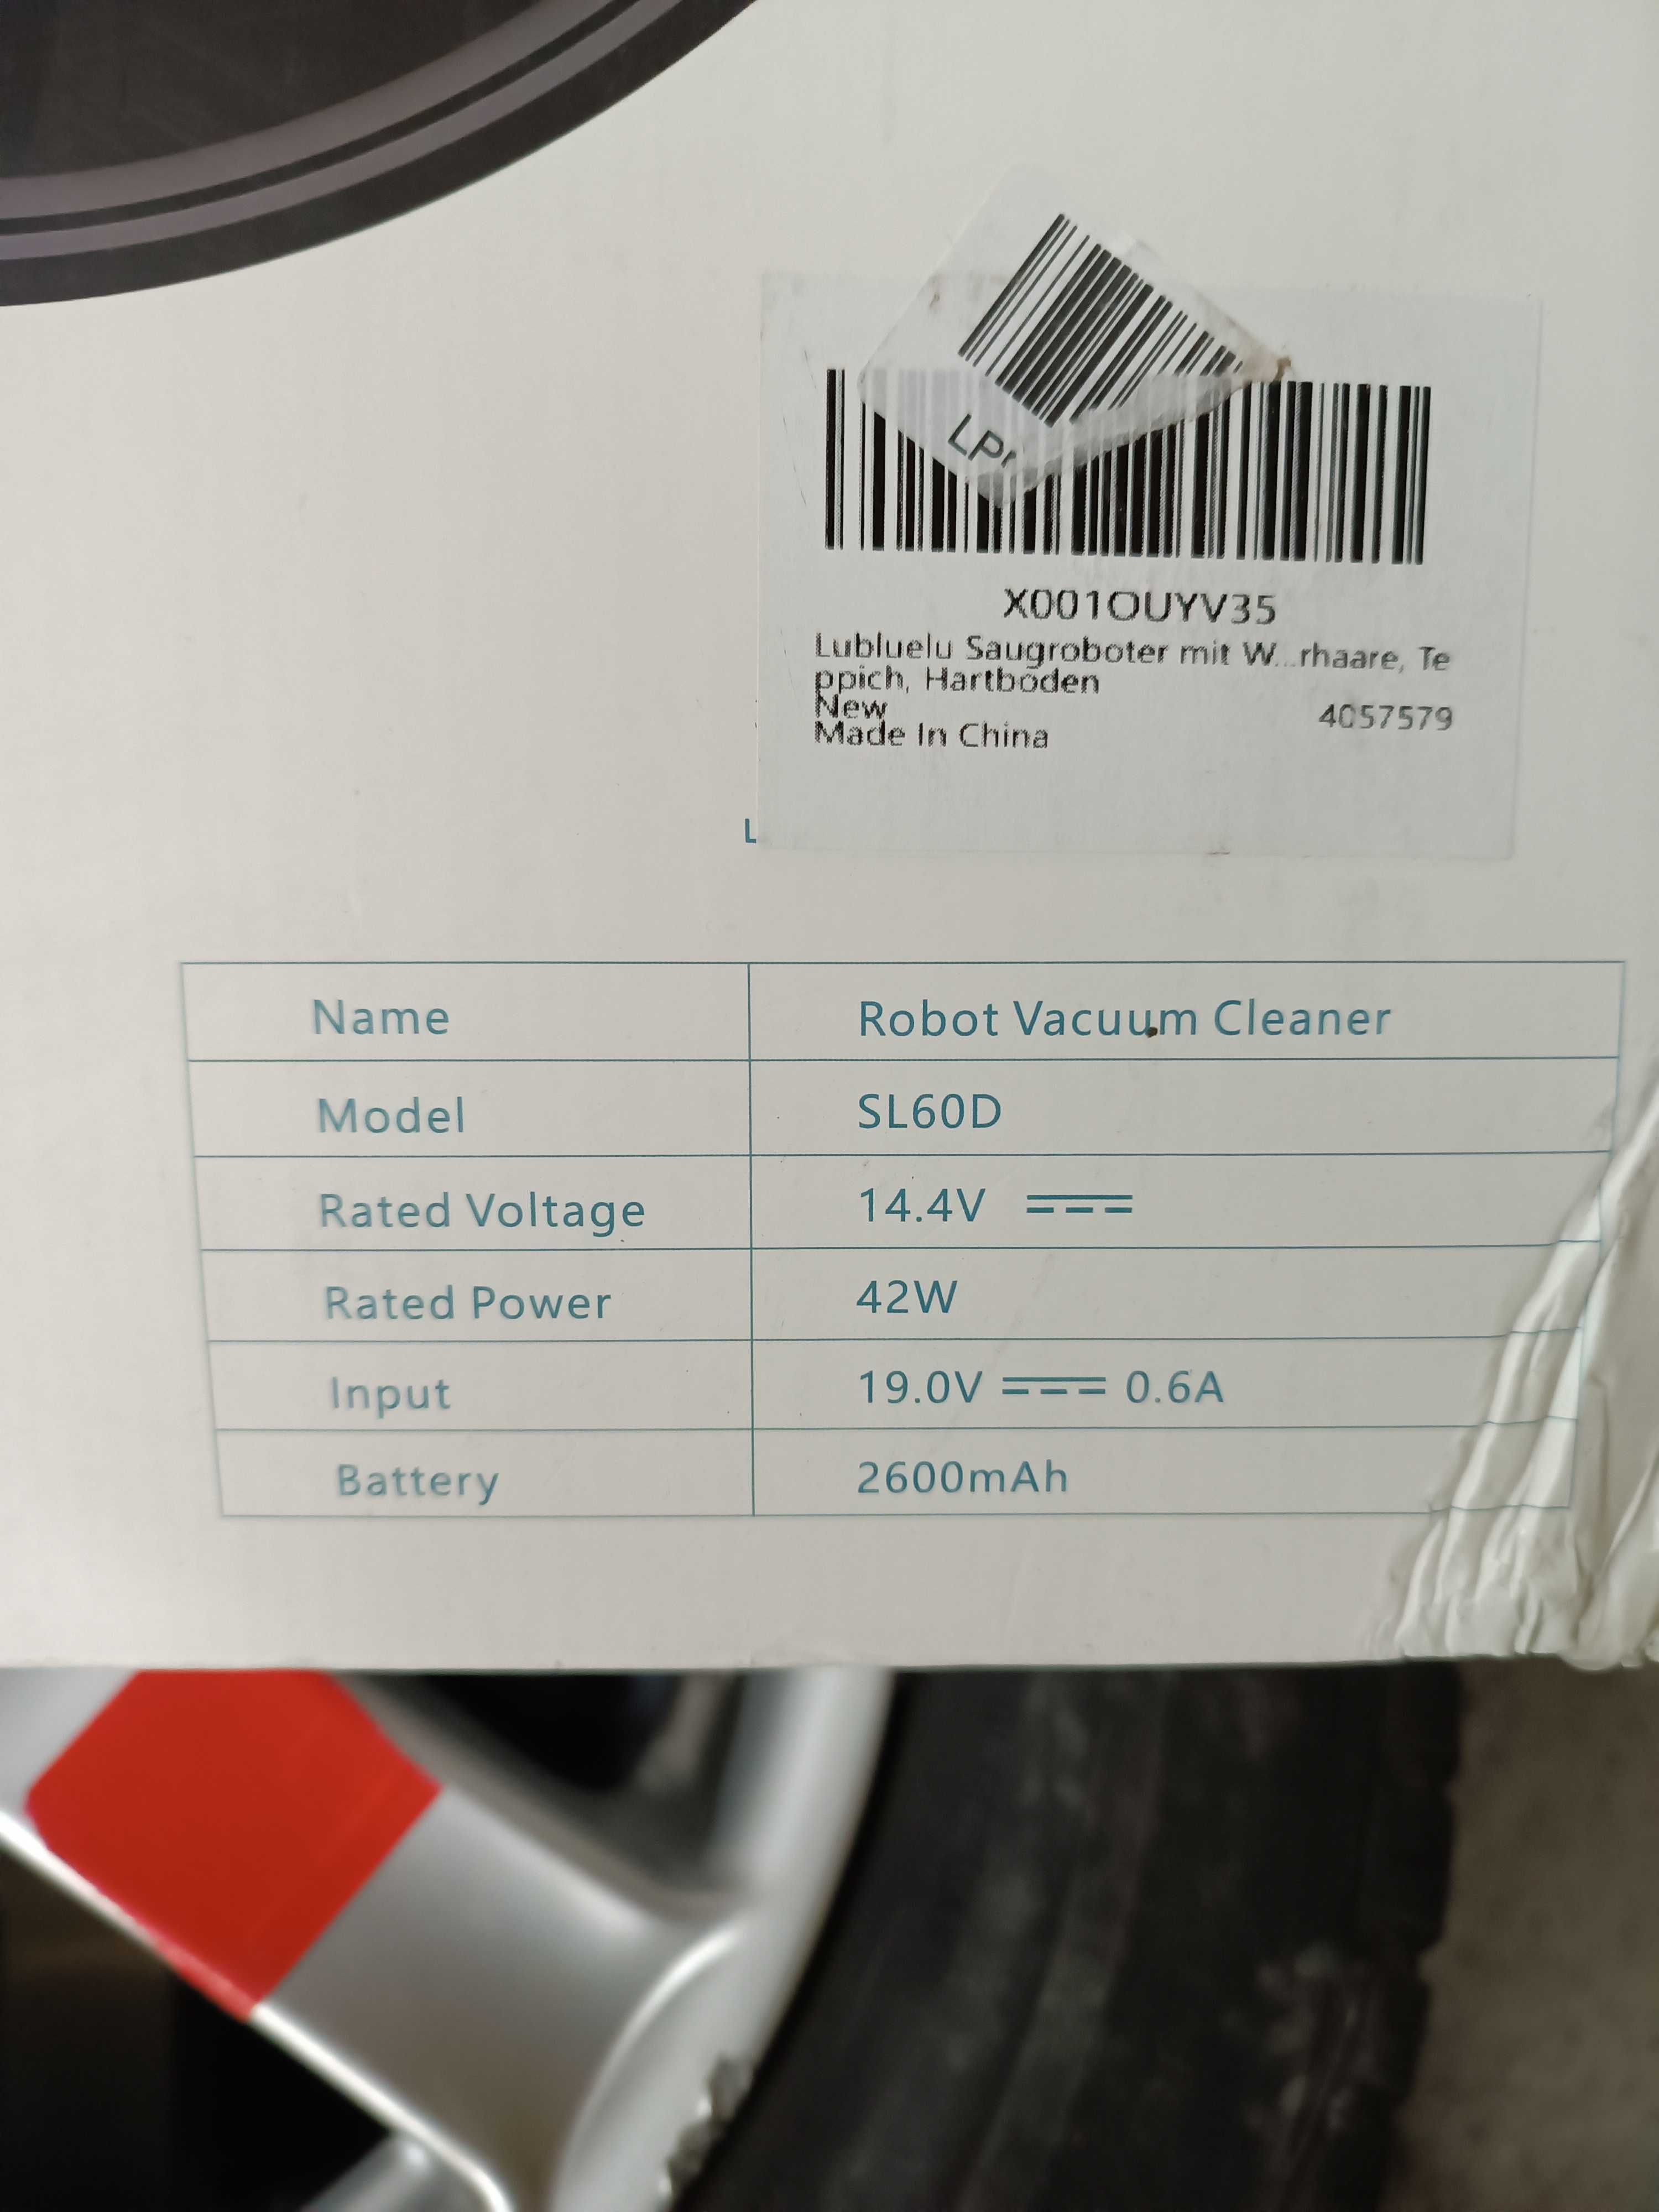 LP
X001OUYV35
Lubluelu Saugroboter mit W...rhaare, Te
ppich, Hartböden
New
4057579
Made In China
L
Name Robot Vacuum Cleaner
Model SL60D
Rated Voltage 14.4V
Rated Power 42W
Input 19.0V 0.6A
Battery 2600mAh